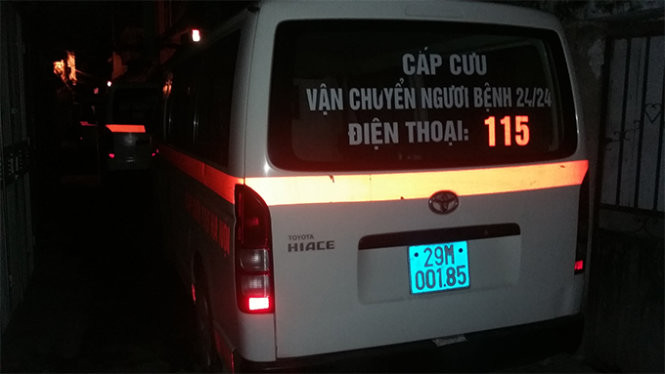 CẤP CỨU
VẬN CHUYỂN NGƯỜI BỆNH 24/24
ĐIỆN THOẠI: 115
TOYOTA
HIACE
29M
001.85